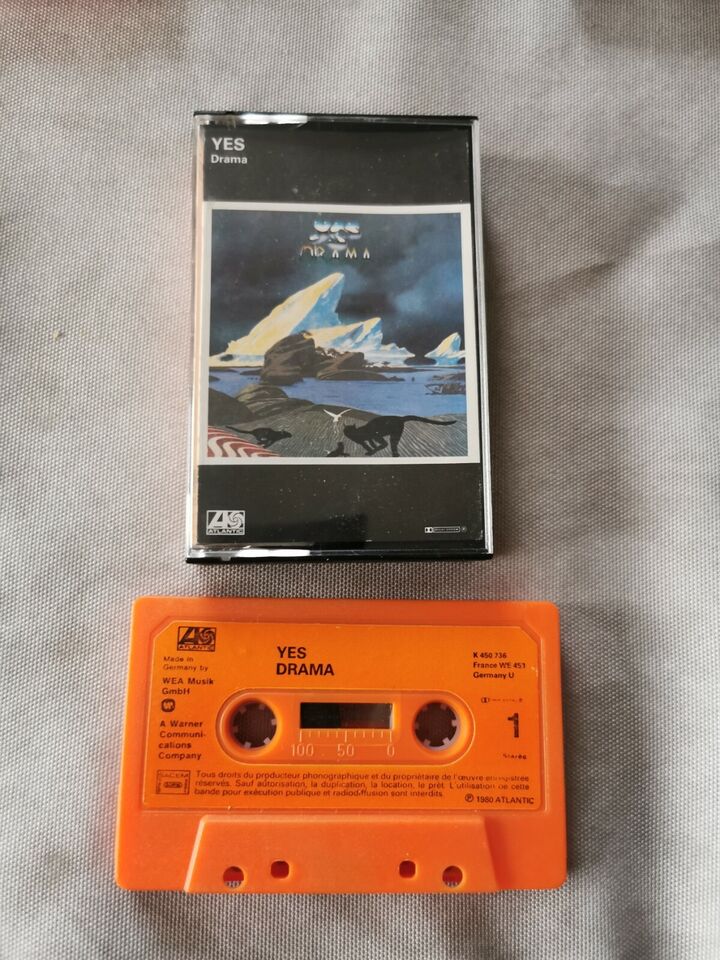 YES
Drama
YES
DRAMA
ATLANTIC
ATLANTIC
Made in
Germany by
WEA Musik
GmbH
A Warner
Communi-
cations
Company
YES
DRAMA
K 450 736
France WE 453
Germany U
1
Stereo
100 50 0
SACEM
Tous droits du producteur phonographique et du propriétaire de l'œuvre enregistrée
réservés. Sauf autorisation, la duplication, la location, le prêt, L'utilisation de cette
bande pour exécution publique et radiodiffusion sont interdits.
℗ 1980 ATLANTIC